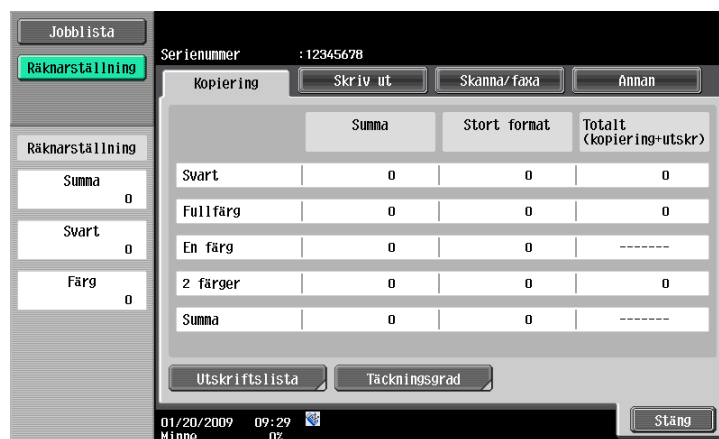 Jobblista
Räknarställning
Räknarställning
Summa
0
Svart
0
Färg
0
Serienummer :12345678
Kopiering Skriv ut Skanna/faxa Annan
Summa Stort format Totalt
(kopiering+utskr)
Svart 0 0 0
Fullfärg 0 0 0
En färg 0 0 -------
2 färger 0 0 0
Summa 0 0 -------
Utskriftslista Täckningsgrad
Stäng
01/20/2009 09:29
Minne 0%